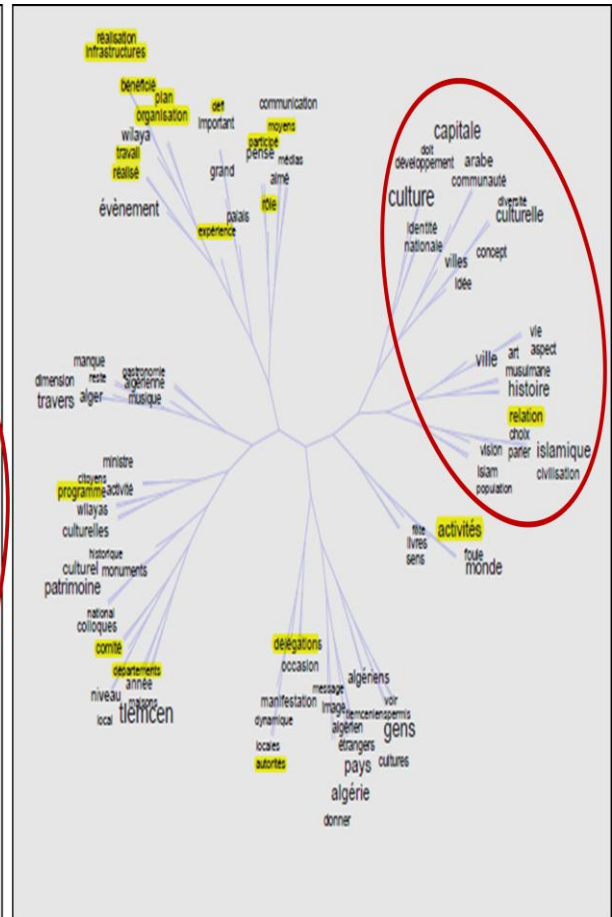 réalisation
infrastructures
bénéficié
plan
organisation
wilaya
travail
réalisé
évènement
défi
important
grand
palais
expérience
communication
moyens
participé
pensé
médias
aimé
rôle
capitale
doit
développement
arabe
communauté
culture
diversité
culturelle
identité
nationale
villes
concept
idée
vie
ville
art
aspect
musulmane
histoire
relation
choix
vision
parler
islamique
islam
civilisation
population
manque
dimension
reste
gastronomie
algérienne
travers
alger
musique
ministre
citoyens
programme
activité
wilayas
culturelles
historique
culturel
monuments
patrimoine
national
colloques
comité
départements
année
niveau
maisons
local
tlemcen
fête
livres
sens
activités
foule
monde
délégations
occasion
algériens
message
manifestation
image
voir
tlemceniens
permis
dynamique
algérien
gens
locales
étrangers
autorités
pays
cultures
algérie
donner